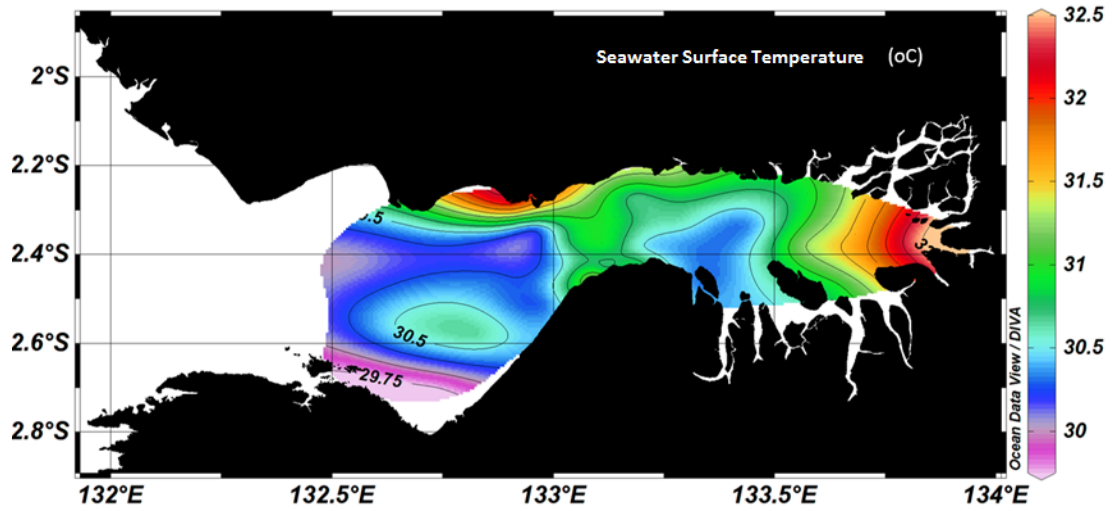 Seawater Surface Temperature (oC)
32.5
32
31.5
31
30.5
30
2°S
2.2°S
2.4°S
2.6°S
2.8°S
30.5
29.75
132°E
132.5°E
133°E
133.5°E
134°E
Ocean Data View / DIVA